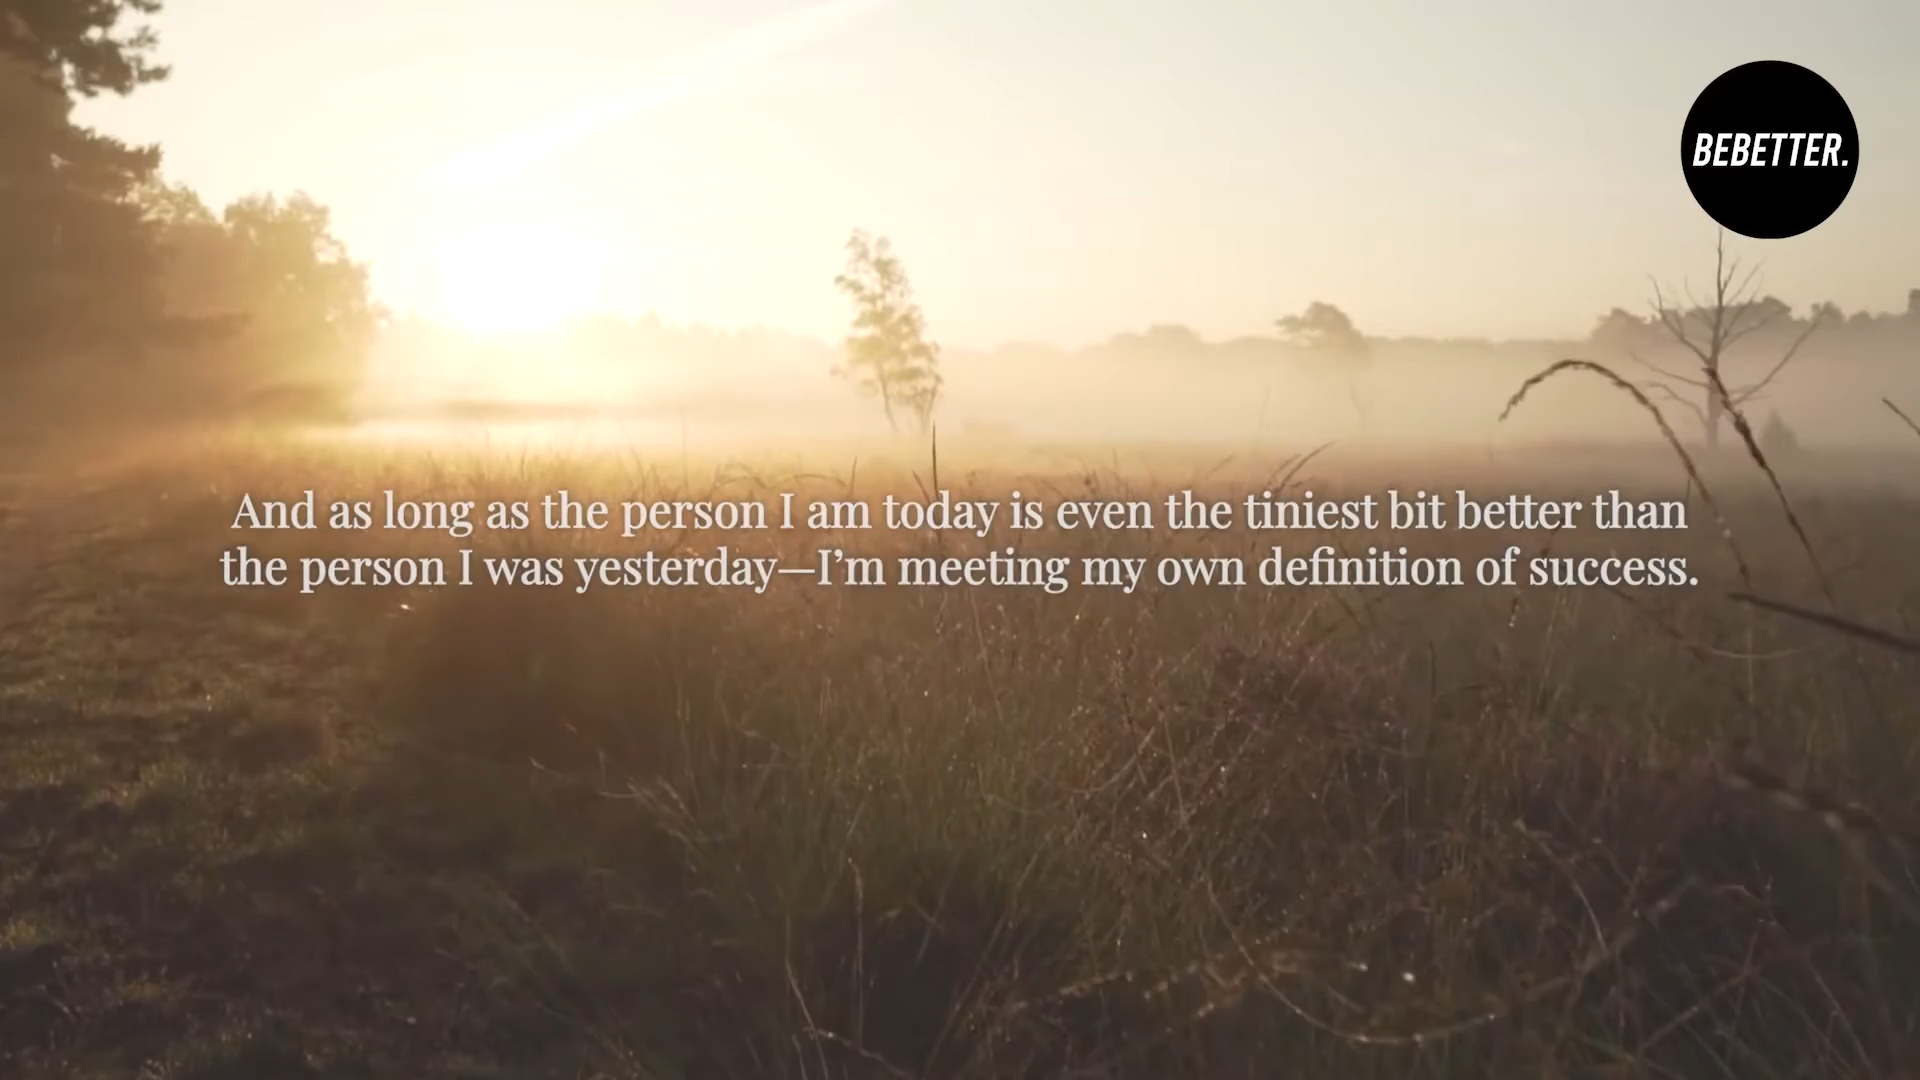 BEBETTER.
And as long as the person I am today is even the tiniest bit better than
the person I was yesterday—I’m meeting my own definition of success.